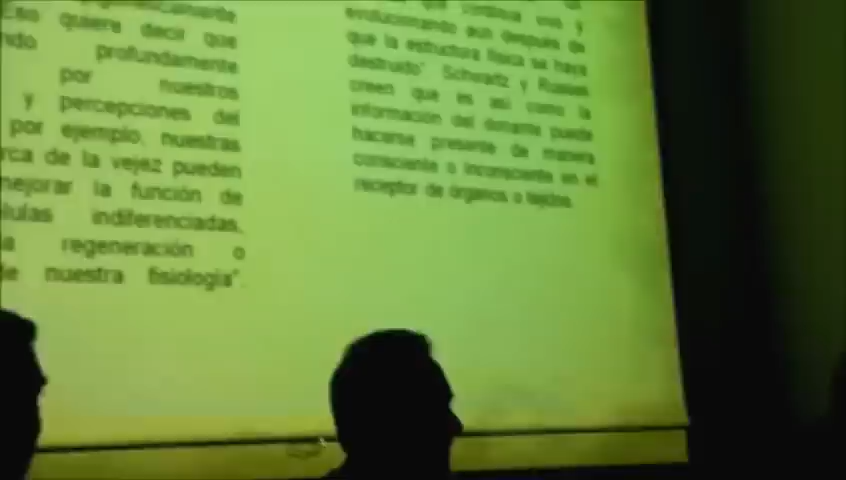 Eso quiere decir que
profundamente
por nuestros
y percepciones del
por ejemplo, nuestras
de la vejez pueden
mejorar la función de
indiferenciadas,
regeneración o
de nuestra fisiología".
que continua vivo y
evolucionando aun después de
que la estructura física se haya
destruido". Schwartz y Russek
creen que es así como la
información del donante puede
hacerse presente de manera
consciente o inconsciente en el
receptor de órganos o tejidos.